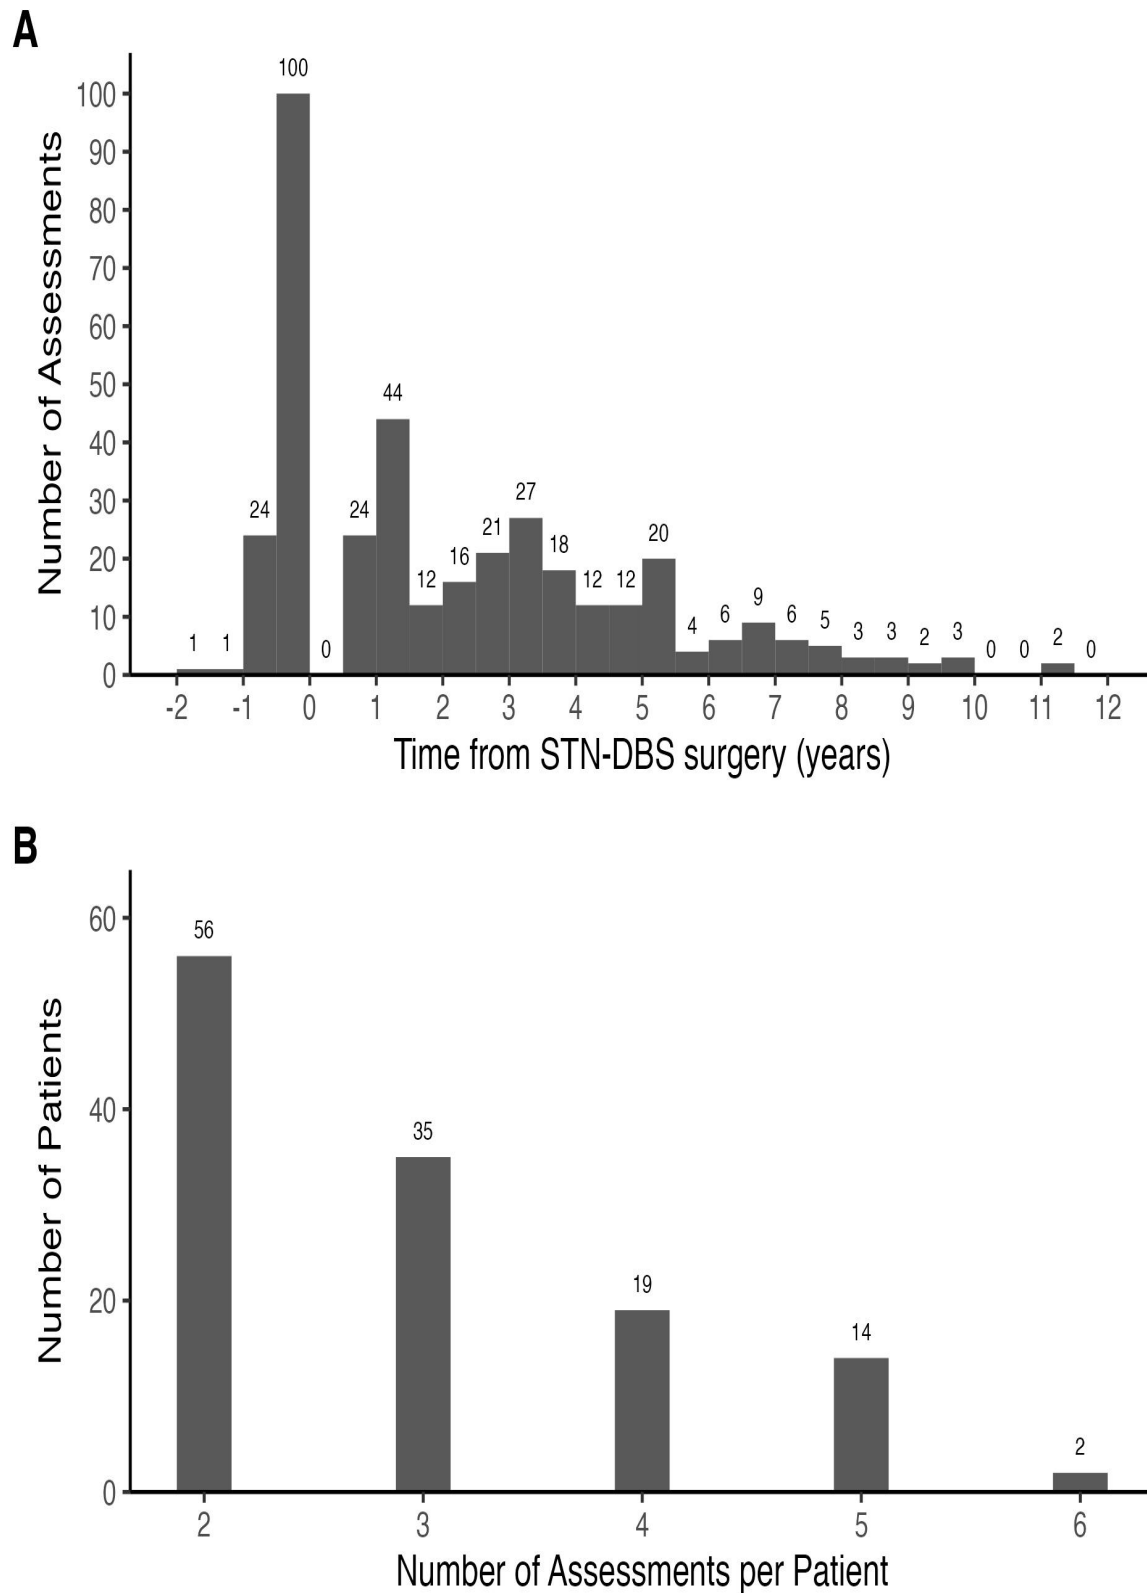 A
Number of Assessments
100
90
80
70
60
50
40
30
20
10
0
1 1 24 100 0 24 44 12 16 21 27 18 12 12 20 4 6 9 6 5 3 3 2 3 0 0 2 0
-2 -1 0 1 2 3 4 5 6 7 8 9 10 11 12
Time from STN-DBS surgery (years)
B
Number of Patients
60
40
20
0
56 35 19 14 2
2 3 4 5 6
Number of Assessments per Patient